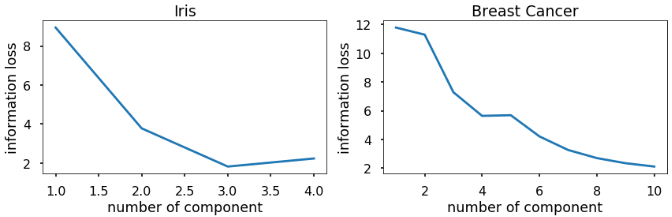 Iris
information loss
8
6
4
2
1.0 1.5 2.0 2.5 3.0 3.5 4.0
number of component
Breast Cancer
information loss
12
10
8
6
4
2
2 4 6 8 10
number of component